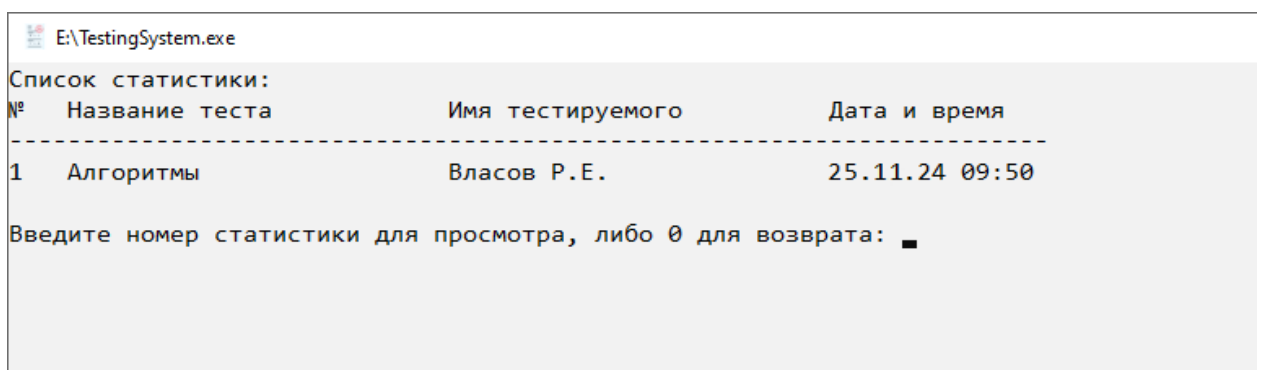 E:\TestingSystem.exe
Список статистики:
№ Название теста Имя тестируемого Дата и время
-----------------------------------------------------------------------
1 Алгоритмы Власов Р.Е. 25.11.24 09:50
Введите номер статистики для просмотра, либо 0 для возврата: